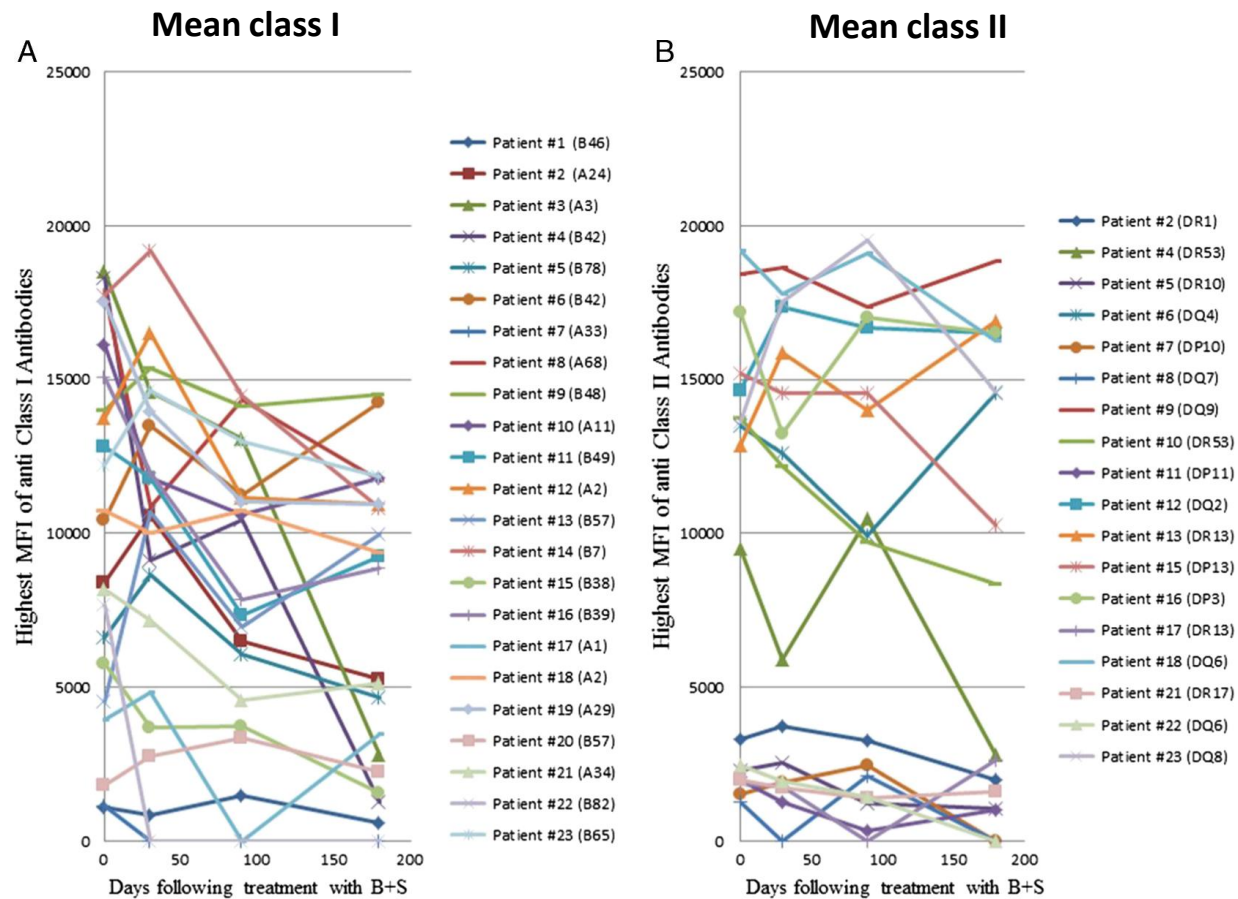 Mean class I
A
Highest MFI of anti Class I Antibodies
25000
20000
15000
10000
5000
0
0 50 100 150 200
Days following treatment with B+S
Patient #1 (B46)
Patient #2 (A24)
Patient #3 (A3)
Patient #4 (B42)
Patient #5 (B78)
Patient #6 (B42)
Patient #7 (A33)
Patient #8 (A68)
Patient #9 (B48)
Patient #10 (A11)
Patient #11 (B49)
Patient #12 (A2)
Patient #13 (B57)
Patient #14 (B7)
Patient #15 (B38)
Patient #16 (B39)
Patient #17 (A1)
Patient #18 (A2)
Patient #19 (A29)
Patient #20 (B57)
Patient #21 (A34)
Patient #22 (B82)
Patient #23 (B65)
Mean class II
B
Highest MFI of anti Class II Antibodies
25000
20000
15000
10000
5000
0
0 50 100 150 200
Days following treatment with B+S
Patient #2 (DR1)
Patient #4 (DR53)
Patient #5 (DR10)
Patient #6 (DQ4)
Patient #7 (DP10)
Patient #8 (DQ7)
Patient #9 (DQ9)
Patient #10 (DR53)
Patient #11 (DP11)
Patient #12 (DQ2)
Patient #13 (DR13)
Patient #15 (DP13)
Patient #16 (DP3)
Patient #17 (DR13)
Patient #18 (DQ6)
Patient #21 (DR17)
Patient #22 (DQ6)
Patient #23 (DQ8)